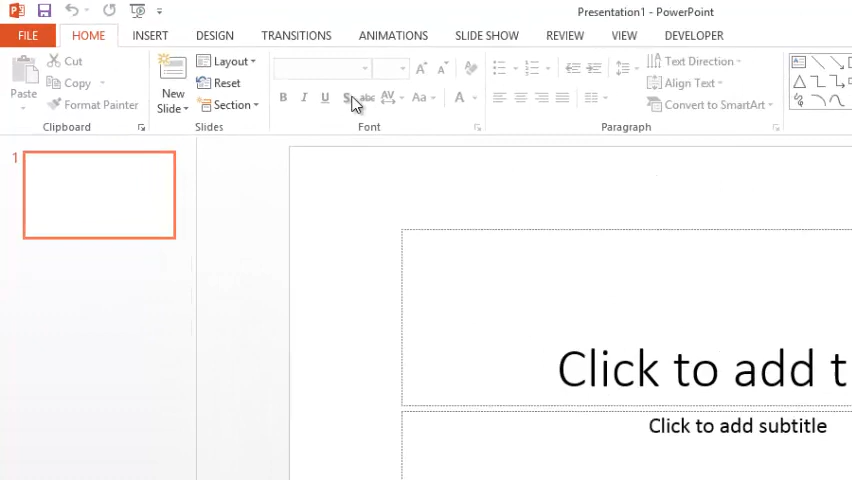 Presentation1 - PowerPoint
FILE HOME INSERT DESIGN TRANSITIONS ANIMATIONS SLIDE SHOW REVIEW VIEW DEVELOPER
Paste
Cut
Copy
Format Painter
Clipboard
New
Slide
Layout
Reset
Section
Slides
B I U S abc AV Aa A
Font
Text Direction
Align Text
Convert to SmartArt
Paragraph
1
Click to add t
Click to add subtitle